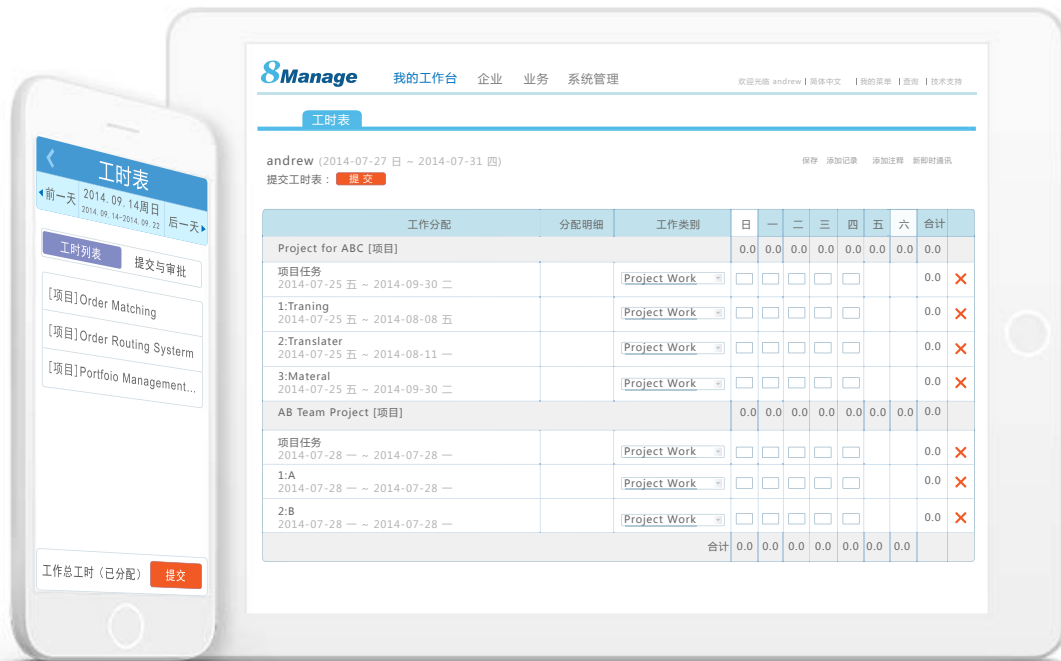 8Manage 我的工作台 企业 业务 系统管理 欢迎光临 andrew | 简体中文 | 我的菜单 | 查询 | 技术支持
工时表
andrew (2014-07-27 日 ~ 2014-07-31 四) 保存 添加记录 添加注释 新即时通讯
提交工时表： 提 交
工作分配 分配明细 工作类别 日 一 二 三 四 五 六 合计
Project for ABC [项目] 0.0 0.0 0.0 0.0 0.0 0.0 0.0 0.0
项目任务
2014-07-25 五 ~ 2014-09-30 二 Project Work 0.0
1:Traning
2014-07-25 五 ~ 2014-08-08 五 Project Work 0.0
2:Translater
2014-07-25 五 ~ 2014-08-11 一 Project Work 0.0
3:Materal
2014-07-25 五 ~ 2014-09-30 二 Project Work 0.0
AB Team Project [项目] 0.0 0.0 0.0 0.0 0.0 0.0 0.0 0.0
项目任务
2014-07-28 一 ~ 2014-07-28 一 Project Work 0.0
1:A
2014-07-28 一 ~ 2014-07-28 一 Project Work 0.0
2:B
2014-07-28 一 ~ 2014-07-28 一 Project Work 0.0
合计 0.0 0.0 0.0 0.0 0.0 0.0 0.0
工时表
前一天 2014.09.14周日 后一天
2014.09.14-2014.09.22
工时列表 提交与审批
[项目]Order Matching
[项目]Order Routing Systerm
[项目]Portfoio Management...
工作总工时（已分配） 提交